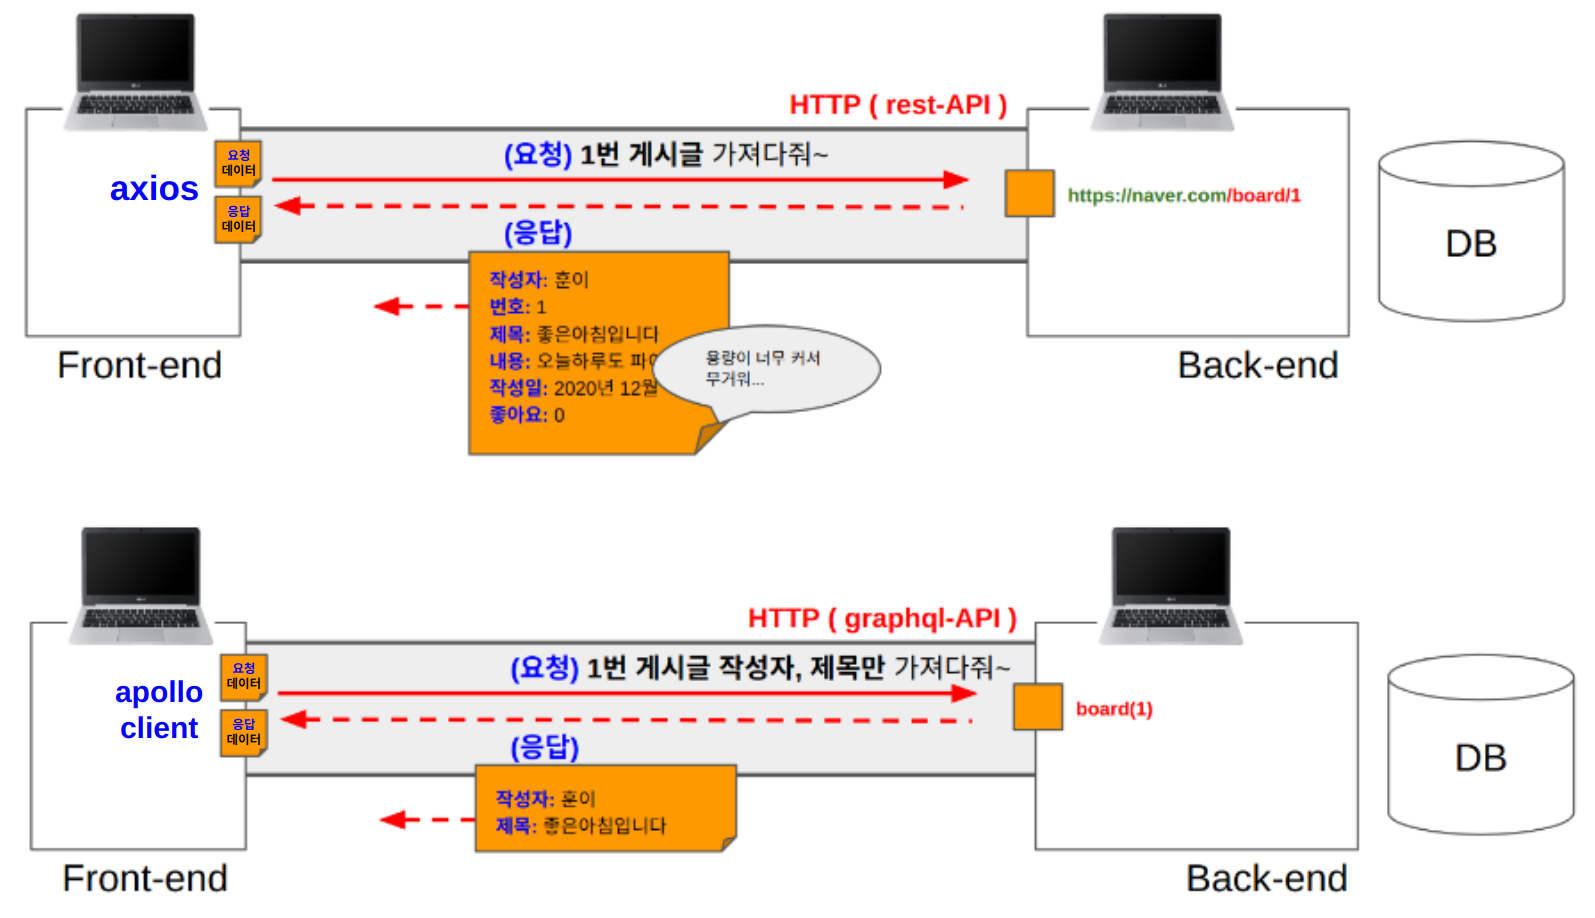 HTTP ( rest-API )
(요청) 1번 게시글 가져다줘~
요청
데이터
axios
응답
데이터
https://naver.com/board/1
(응답)
DB
작성자: 훈이
번호: 1
제목: 좋은아침입니다
내용: 오늘하루도
작성일: 2020년 12월
좋아요: 0
용량이 너무 커서
무거워...
Front-end
Back-end
HTTP ( graphql-API )
(요청) 1번 게시글 작성자, 제목만 가져다줘~
요청
데이터
apollo
client
응답
데이터
board(1)
(응답)
DB
작성자: 훈이
제목: 좋은아침입니다
Front-end
Back-end